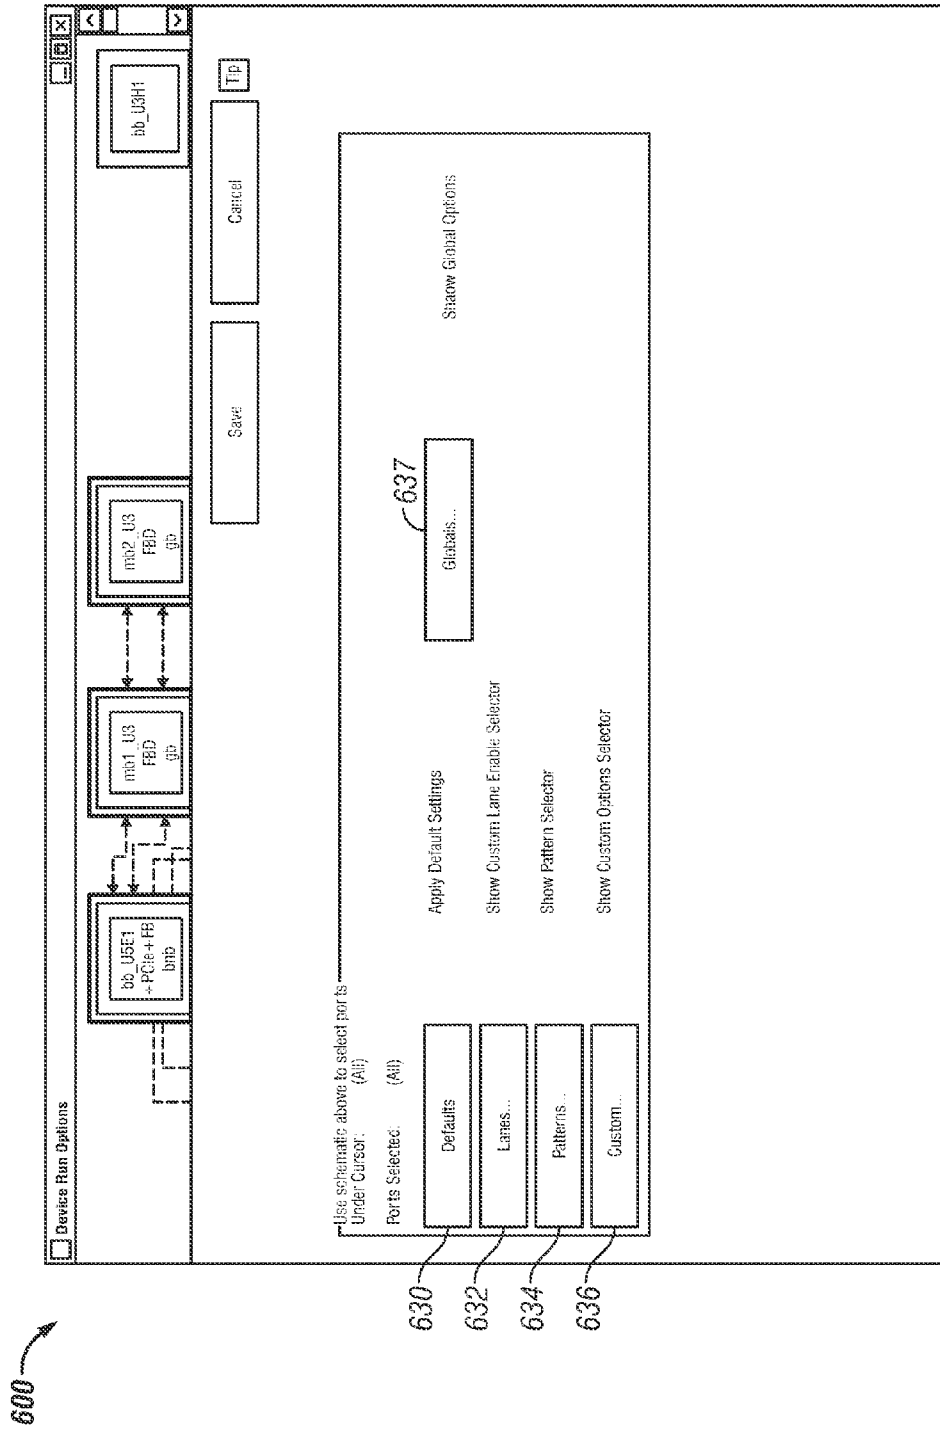 600
Device Run Options
bb_U5E1
+ PCIe + FB
bnb
mb1_U3
FBD
gb
mb2_U3
FBD
gb
bb_U3H1
Save
Cancel
Tip
Use schematic above to select ports
Under Cursor: (All)
Ports Selected: (All)
630
Defaults
Apply Default Settings
Globals...
637
Shaow Global Options
632
Lanes...
Show Custom Lane Enable Selector
634
Patterns...
Show Pattern Selector
636
Custom...
Show Custom Options Selector